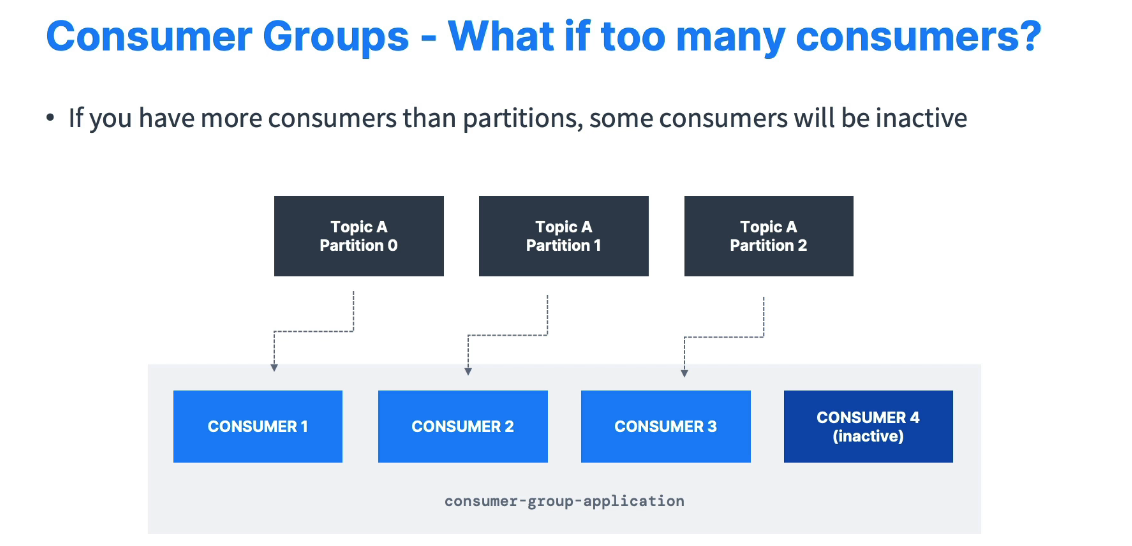 Consumer Groups - What if too many consumers?
• If you have more consumers than partitions, some consumers will be inactive
Topic A
Partition 0
Topic A
Partition 1
Topic A
Partition 2
CONSUMER 1
CONSUMER 2
CONSUMER 3
CONSUMER 4
(inactive)
consumer-group-application